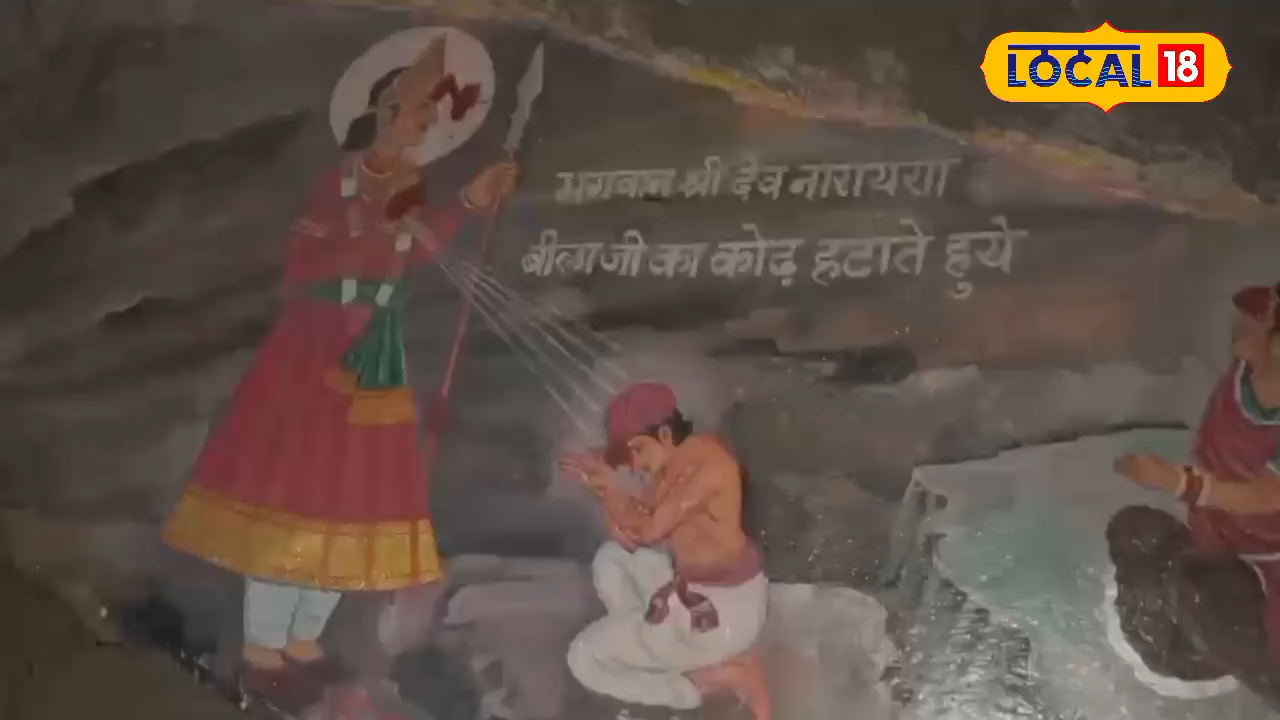 LOCAL 18
भगवान श्री देव नारायण
बीलाजी का कोढ़ हटाते हुये